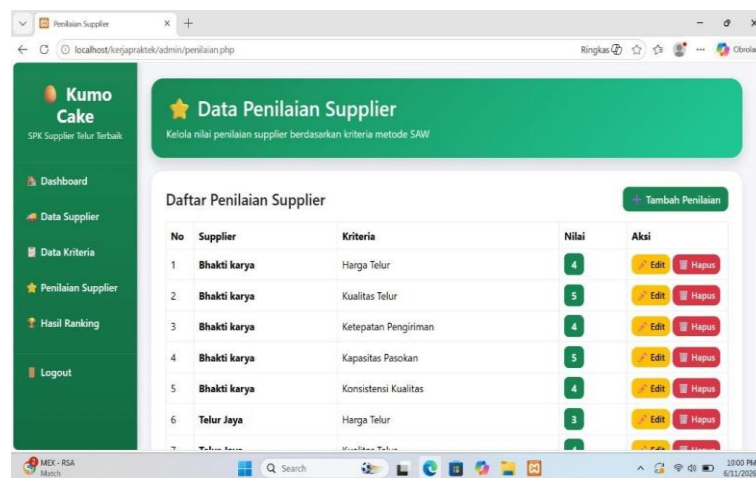 Penilaian Supplier
localhost/kerjapraktek/admin/penilaian.php
Ringkas
Obrola
Kumo
Cake
SPK Supplier Telur Terbaik
Dashboard
Data Supplier
Data Kriteria
Penilaian Supplier
Hasil Ranking
Logout
Data Penilaian Supplier
Kelola nilai penilaian supplier berdasarkan kriteria metode SAW
Daftar Penilaian Supplier
Tambah Penilaian
No Supplier Kriteria Nilai Aksi
1 Bhakti karya Harga Telur 4 Edit Hapus
2 Bhakti karya Kualitas Telur 5 Edit Hapus
3 Bhakti karya Ketepatan Pengiriman 4 Edit Hapus
4 Bhakti karya Kapasitas Pasokan 5 Edit Hapus
5 Bhakti karya Konsistensi Kualitas 4 Edit Hapus
6 Telur Jaya Harga Telur 3 Edit Hapus
MEX - RSA
Match
Search
10:00 PM
6/11/2026